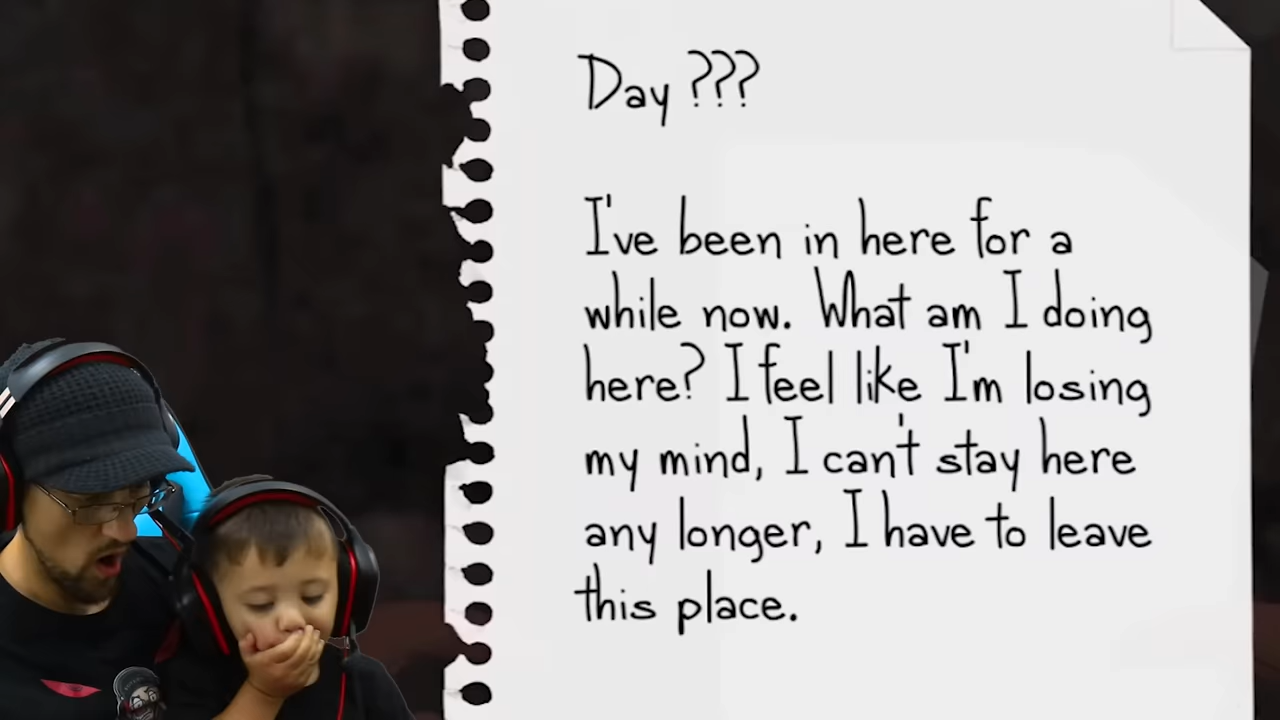 Day ???
I've been in here for a
while now. What am I doing
here? I feel like I'm losing
my mind, I can't stay here
any longer, I have to leave
this place.